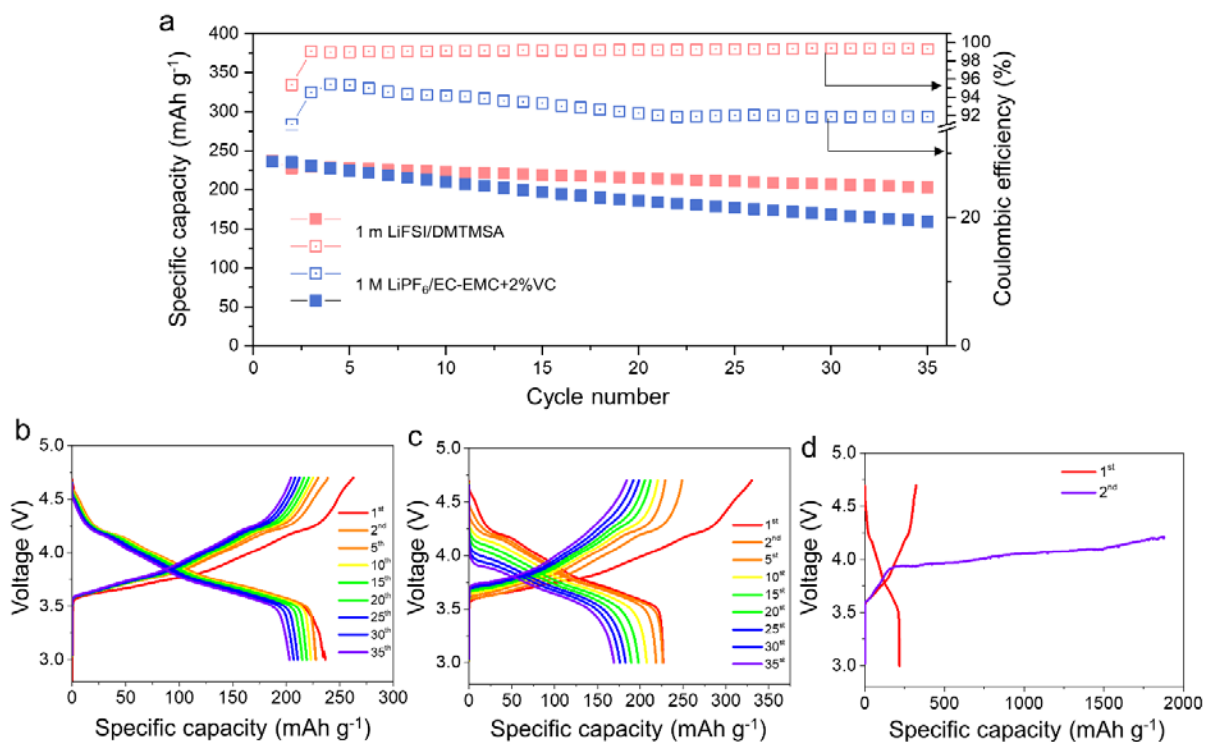 a
400
350
300
250
200
150
100
50
0
Specific capacity (mAh g⁻¹)
100
99
98
96
95
94
92
20
0
Coulombic efficiency (%)
1 m LiFSI/DMTMSA
1 M LiPF₆/EC-EMC+2%VC
0 5 10 15 20 25 30 35
Cycle number
b
5.0
4.5
4.0
3.5
3.0
Voltage (V)
1ˢᵗ
2ⁿᵈ
5ᵗʰ
10ᵗʰ
15ᵗʰ
20ᵗʰ
25ᵗʰ
30ᵗʰ
35ᵗʰ
0 50 100 150 200 250 300
Specific capacity (mAh g⁻¹)
c
5.0
4.5
4.0
3.5
3.0
Voltage (V)
1ˢᵗ
2ⁿᵈ
5ˢᵗ
10ˢᵗ
15ˢᵗ
20ˢᵗ
25ˢᵗ
30ˢᵗ
35ˢᵗ
0 50 100 150 200 250 300 350
Specific capacity (mAh g⁻¹)
d
5.0
4.5
4.0
3.5
3.0
Voltage (V)
1ˢᵗ
2ⁿᵈ
0 500 1000 1500 2000
Specific capacity (mAh g⁻¹)